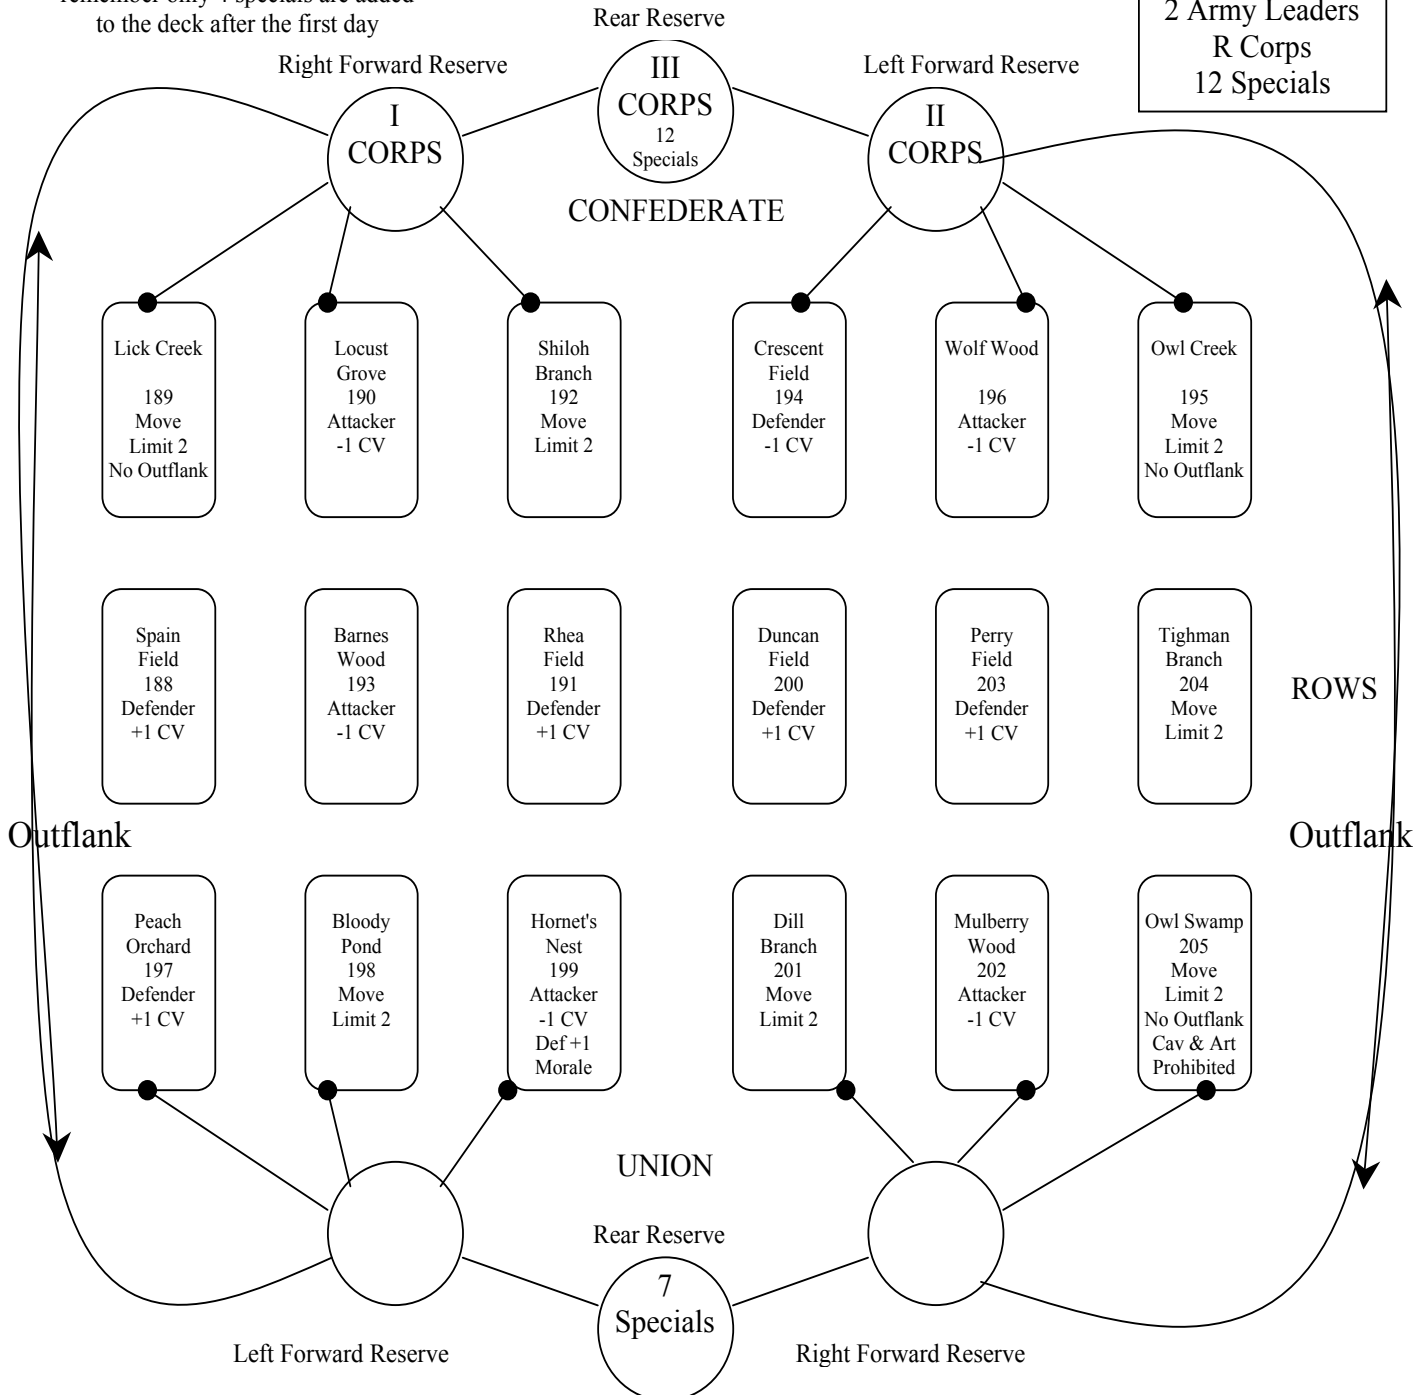 remember only 4 specials are added
to the deck after the first day
Rear Reserve
2 Army Leaders
R Corps
12 Specials
Right Forward Reserve
Left Forward Reserve
I
CORPS
III
CORPS
12
Specials
II
CORPS
CONFEDERATE
Lick Creek
189
Move
Limit 2
No Outflank
Locust
Grove
190
Attacker
-1 CV
Shiloh
Branch
192
Move
Limit 2
Crescent
Field
194
Defender
-1 CV
Wolf Wood
196
Attacker
-1 CV
Owl Creek
195
Move
Limit 2
No Outflank
Spain
Field
188
Defender
+1 CV
Barnes
Wood
193
Attacker
-1 CV
Rhea
Field
191
Defender
+1 CV
Duncan
Field
200
Defender
+1 CV
Perry
Field
203
Defender
+1 CV
Tighman
Branch
204
Move
Limit 2
ROWS
Outflank
Outflank
Peach
Orchard
197
Defender
+1 CV
Bloody
Pond
198
Move
Limit 2
Hornet's
Nest
199
Attacker
-1 CV
Def +1
Morale
Dill
Branch
201
Move
Limit 2
Mulberry
Wood
202
Attacker
-1 CV
Owl Swamp
205
Move
Limit 2
No Outflank
Cav & Art
Prohibited
UNION
Rear Reserve
7
Specials
Left Forward Reserve
Right Forward Reserve